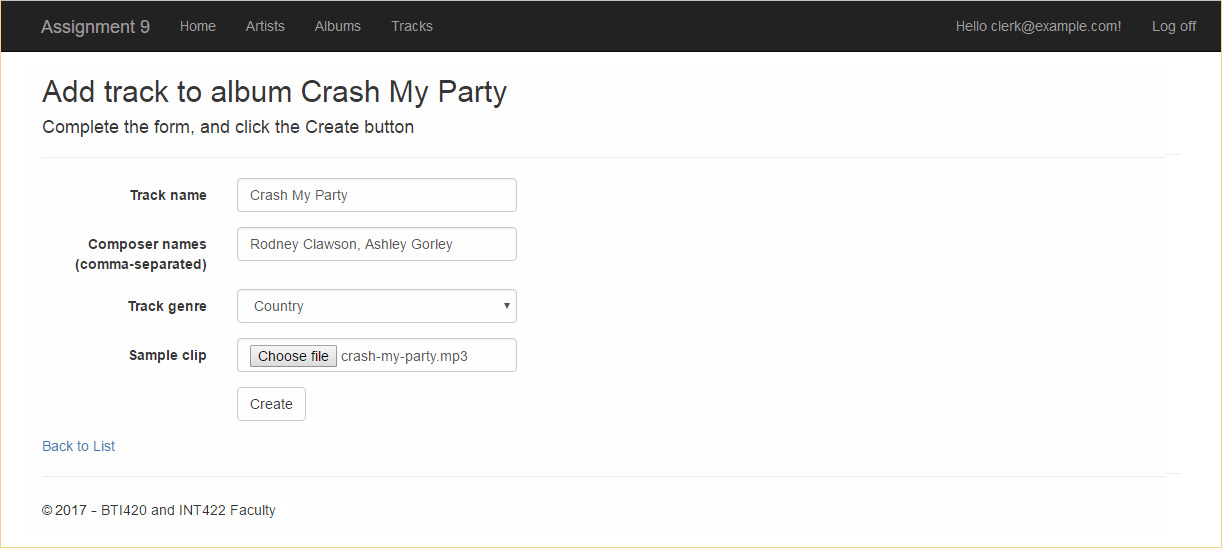 Assignment 9 Home Artists Albums Tracks Hello clerk@example.com! Log off
Add track to album Crash My Party
Complete the form, and click the Create button
Track name Crash My Party
Composer names Rodney Clawson, Ashley Gorley
(comma-separated)
Track genre Country
Sample clip Choose file crash-my-party.mp3
Create
Back to List
© 2017 - BTI420 and INT422 Faculty